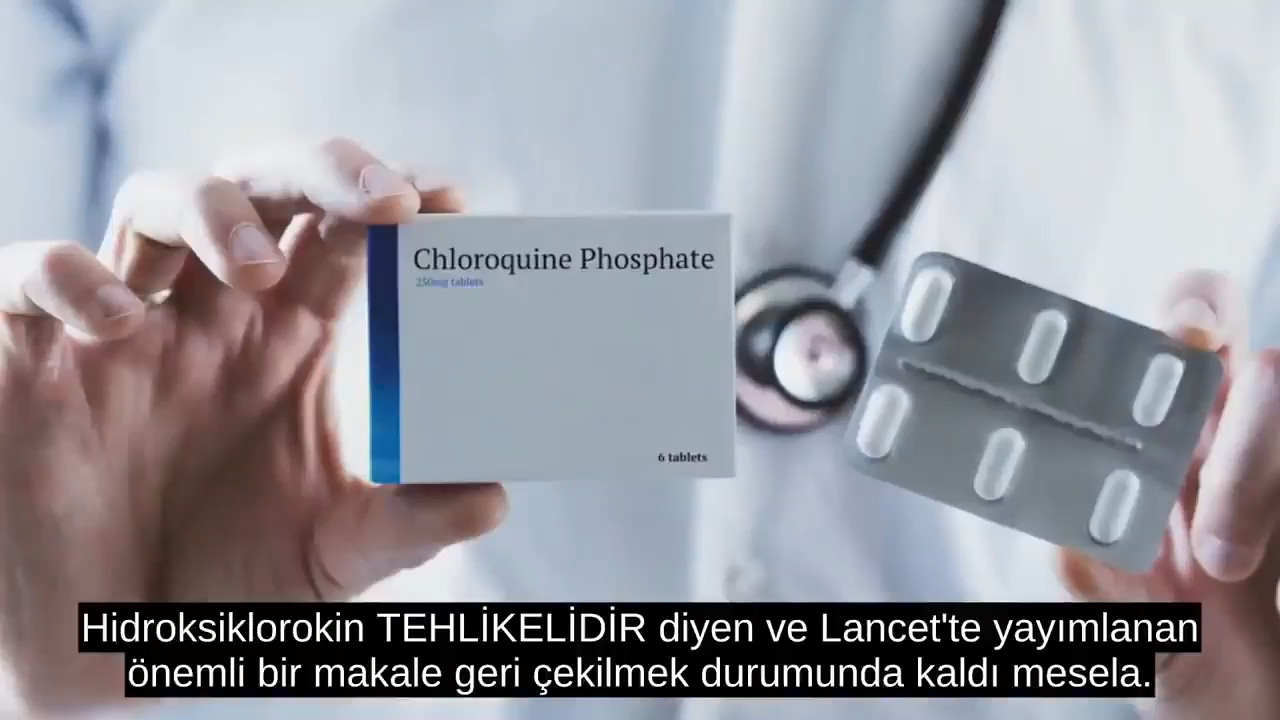 Chloroquine Phosphate
250mg tablets
6 tablets
Hidroksiklorokin TEHLİKELİDİR diyen ve Lancet'te yayımlanan
önemli bir makale geri çekilmek durumunda kaldı mesela.